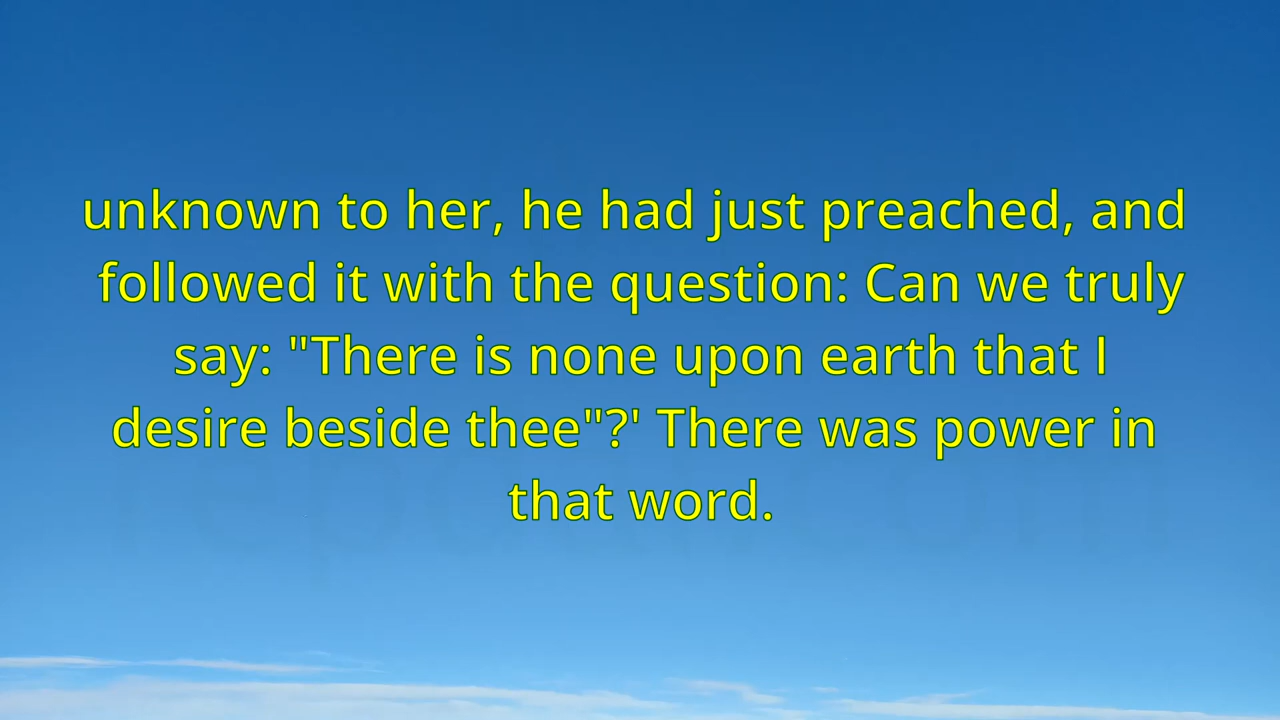 unknown to her, he had just preached, and
followed it with the question: Can we truly
say: "There is none upon earth that I
desire beside thee"?' There was power in
that word.